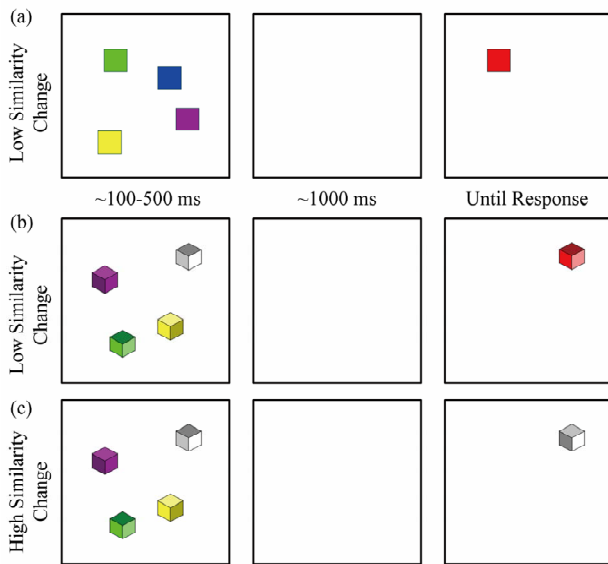 (a)
Low Similarity
Change
~100-500 ms
~1000 ms
Until Response
(b)
Low Similarity
Change
(c)
High Similarity
Change